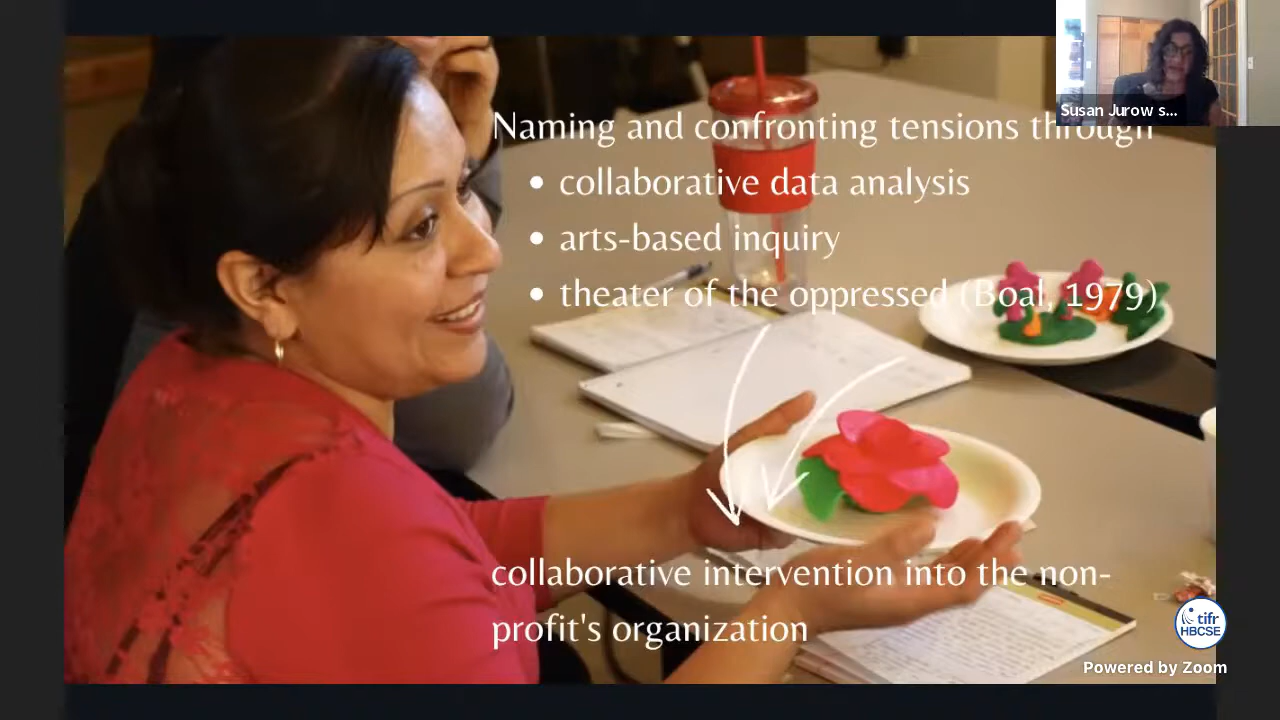 Naming and confronting tensions through
• collaborative data analysis
• arts-based inquiry
• theater of the oppressed (Boal, 1979)
collaborative intervention into the non-
profit's organization
Susan Jurow s...
tifr
HBCSE
Powered by Zoom